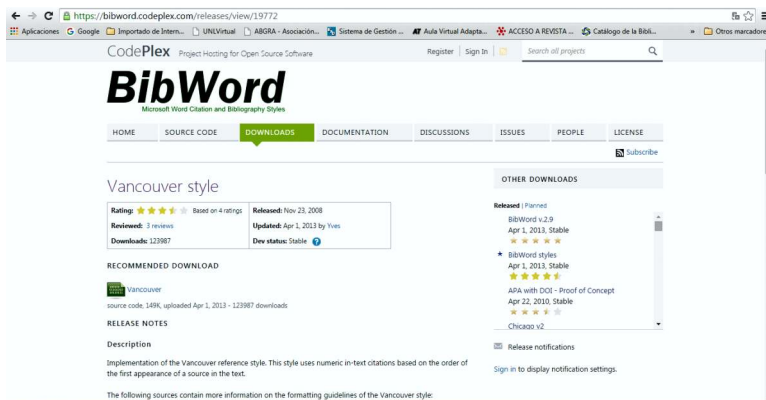 https://bibword.codeplex.com/releases/view/19772
Aplicaciones Google Importado de Intern... UNLVirtual ABGRA - Asociación... Sistema de Gestión ... Aula Virtual Adapta... ACCESO A REVISTA ... Catálogo de la Bibli... » Otros marcadore
CodePlex Project Hosting for Open Source Software Register Sign In Search all projects
BibWord
Microsoft Word Citation and Bibliography Styles
HOME SOURCE CODE DOWNLOADS DOCUMENTATION DISCUSSIONS ISSUES PEOPLE LICENSE
Subscribe
Vancouver style
Rating: Based on 4 ratings Released: Nov 23, 2008
Reviewed: 3 reviews Updated: Apr 1, 2013 by Yves
Downloads: 123987 Dev status: Stable ?
RECOMMENDED DOWNLOAD
Vancouver
source code, 149K, uploaded Apr 1, 2013 - 123987 downloads
RELEASE NOTES
Description
Implementation of the Vancouver reference style. This style uses numeric in-text citations based on the order of
the first appearance of a source in the text.
The following sources contain more information on the formatting guidelines of the Vancouver style:
OTHER DOWNLOADS
Released | Planned
BibWord v.2.9
Apr 1, 2013, Stable
BibWord styles
Apr 1, 2013, Stable
APA with DOI - Proof of Concept
Apr 22, 2010, Stable
Chicago v2
Release notifications
Sign in to display notification settings.